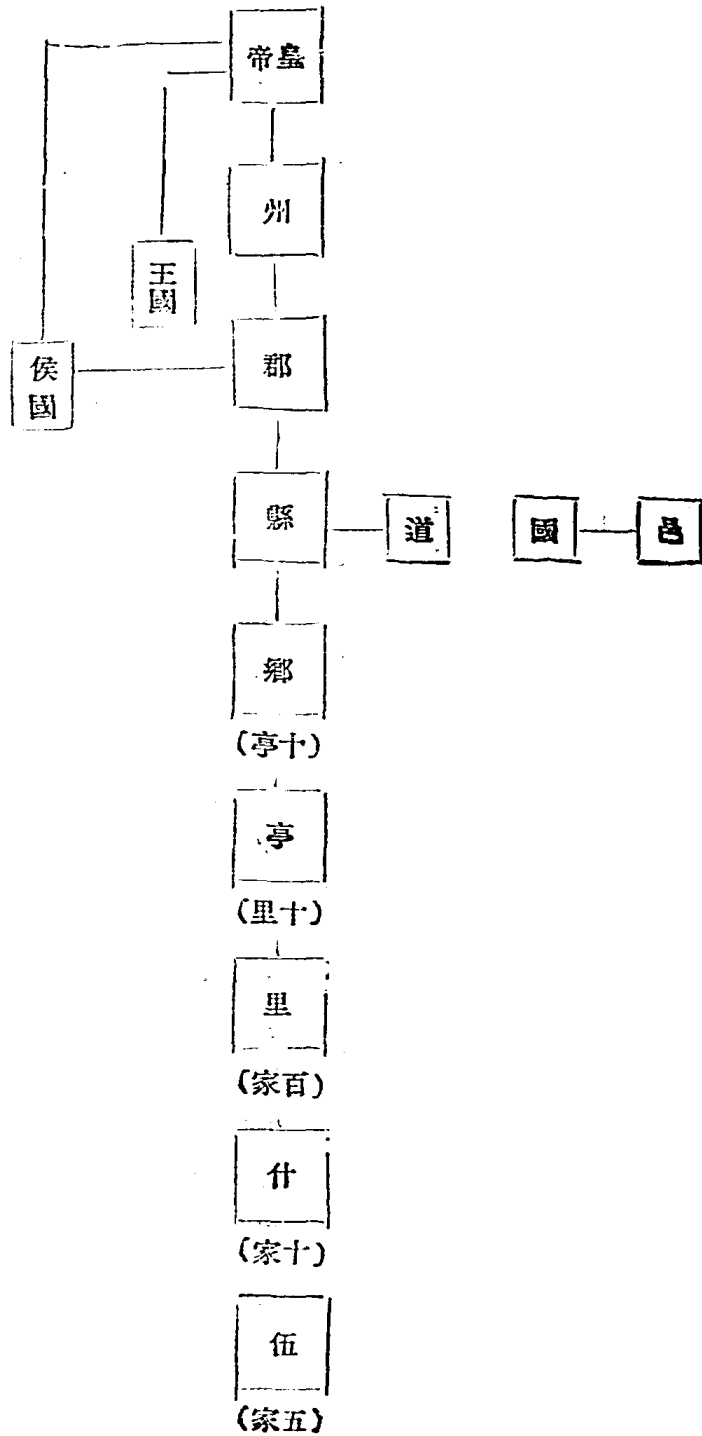 皇帝
州
王
國
郡
侯
國
縣
道
國
邑
鄉
(十亭)
亭
(十里)
里
(百家)
什
(十家)
伍
(五家)